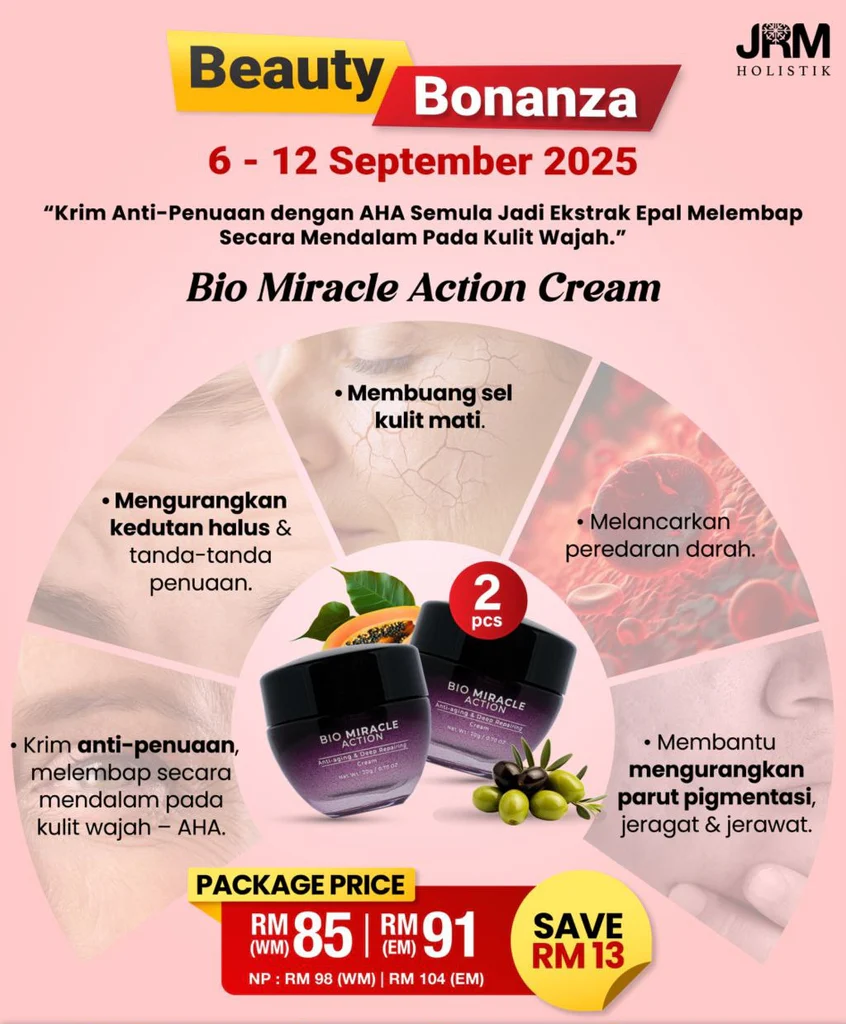 JRM
HOLISTIK
Beauty
Bonanza
6 - 12 September 2025
“Krim Anti-Penuaan dengan AHA Semula Jadi Ekstrak Epal Melembap
Secara Mendalam Pada Kulit Wajah.”
Bio Miracle Action Cream
• Membuang sel
kulit mati.
• Mengurangkan
kedutan halus &
tanda-tanda
penuaan.
• Melancarkan
peredaran darah.
• Krim anti-penuaan,
melembap secara
mendalam pada
kulit wajah – AHA.
2
pcs
BIO MIRACLE
ACTION
Anti-aging & Deep Repairing
Cream
Net Wt: 20g / 0.70 OZ
BIO MIRACLE
ACTION
Anti-aging & Deep Repairing
Cream
Net Wt: 20g / 0.70 OZ
• Membantu
mengurangkan
parut pigmentasi,
jeragat & jerawat.
PACKAGE PRICE
RM (WM) 85 | RM (EM) 91
NP : RM 98 (WM) | RM 104 (EM)
SAVE
RM 13